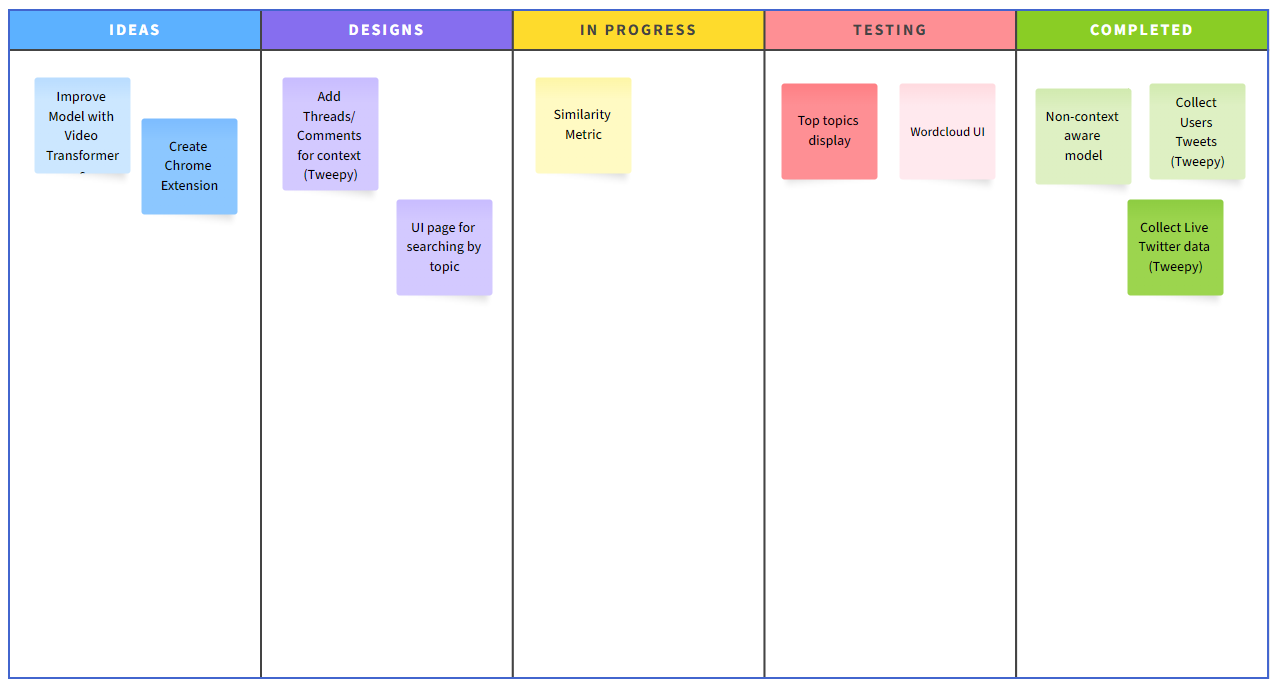 IDEAS
DESIGNS
IN PROGRESS
TESTING
COMPLETED
Improve
Model with
Video
Transformer
Create
Chrome
Extension
Add
Threads/
Comments
for context
(Tweepy)
UI page for
searching by
topic
Similarity
Metric
Top topics
display
Wordcloud UI
Non-context
aware
model
Collect
Users
Tweets
(Tweepy)
Collect Live
Twitter data
(Tweepy)